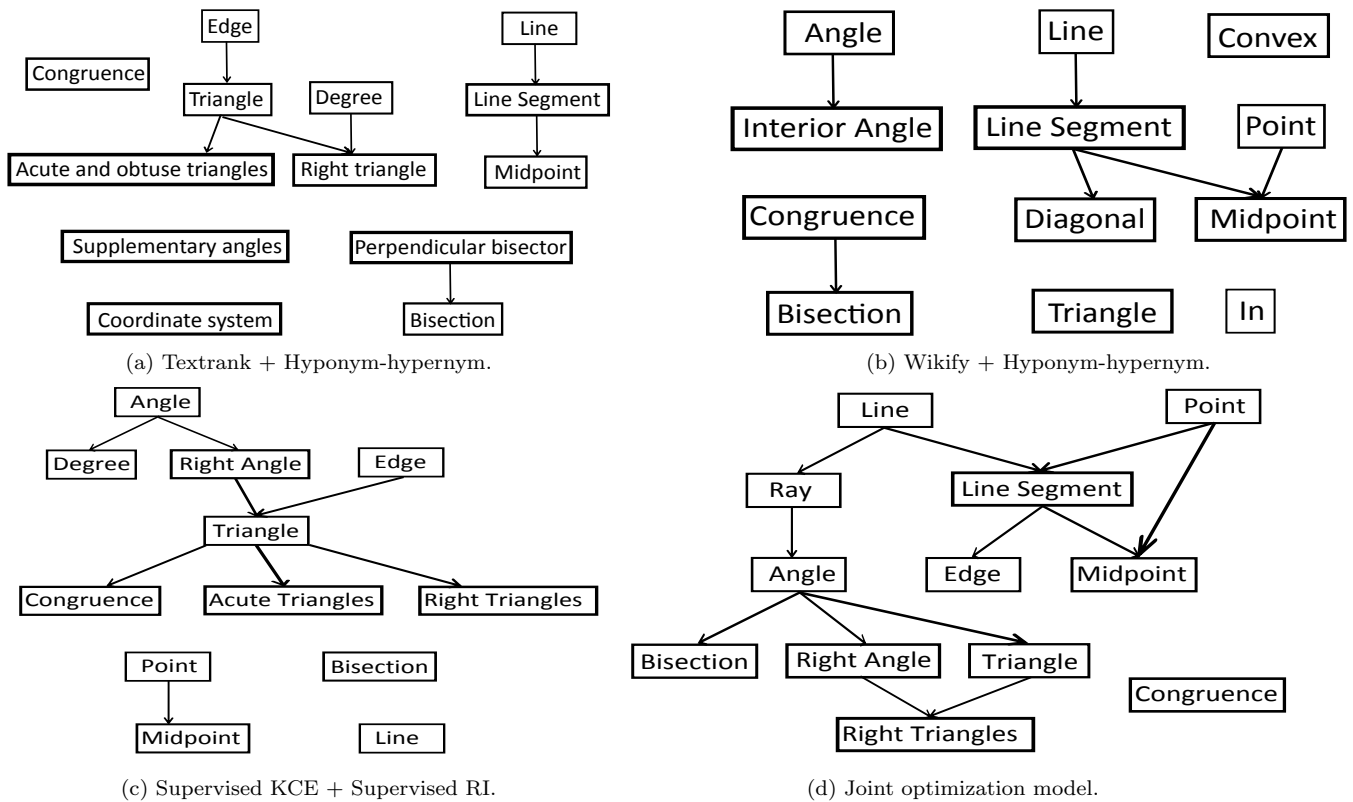 Edge
Line
Congruence
Triangle
Degree
Line Segment
Acute and obtuse triangles
Right triangle
Midpoint
Supplementary angles
Perpendicular bisector
Coordinate system
Bisection
(a) Textrank + Hyponym-hypernym.
Angle
Line
Convex
Interior Angle
Line Segment
Point
Congruence
Diagonal
Midpoint
Bisection
Triangle
In
(b) Wikify + Hyponym-hypernym.
Angle
Degree
Right Angle
Edge
Triangle
Congruence
Acute Triangles
Right Triangles
Point
Bisection
Midpoint
Line
(c) Supervised KCE + Supervised RI.
Line
Point
Ray
Line Segment
Angle
Edge
Midpoint
Bisection
Right Angle
Triangle
Congruence
Right Triangles
(d) Joint optimization model.